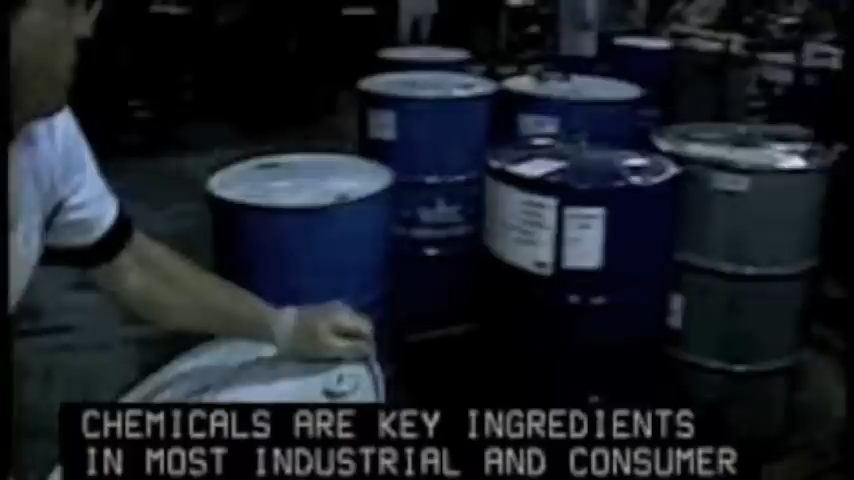 CHEMICALS ARE KEY INGREDIENTS
IN MOST INDUSTRIAL AND CONSUMER